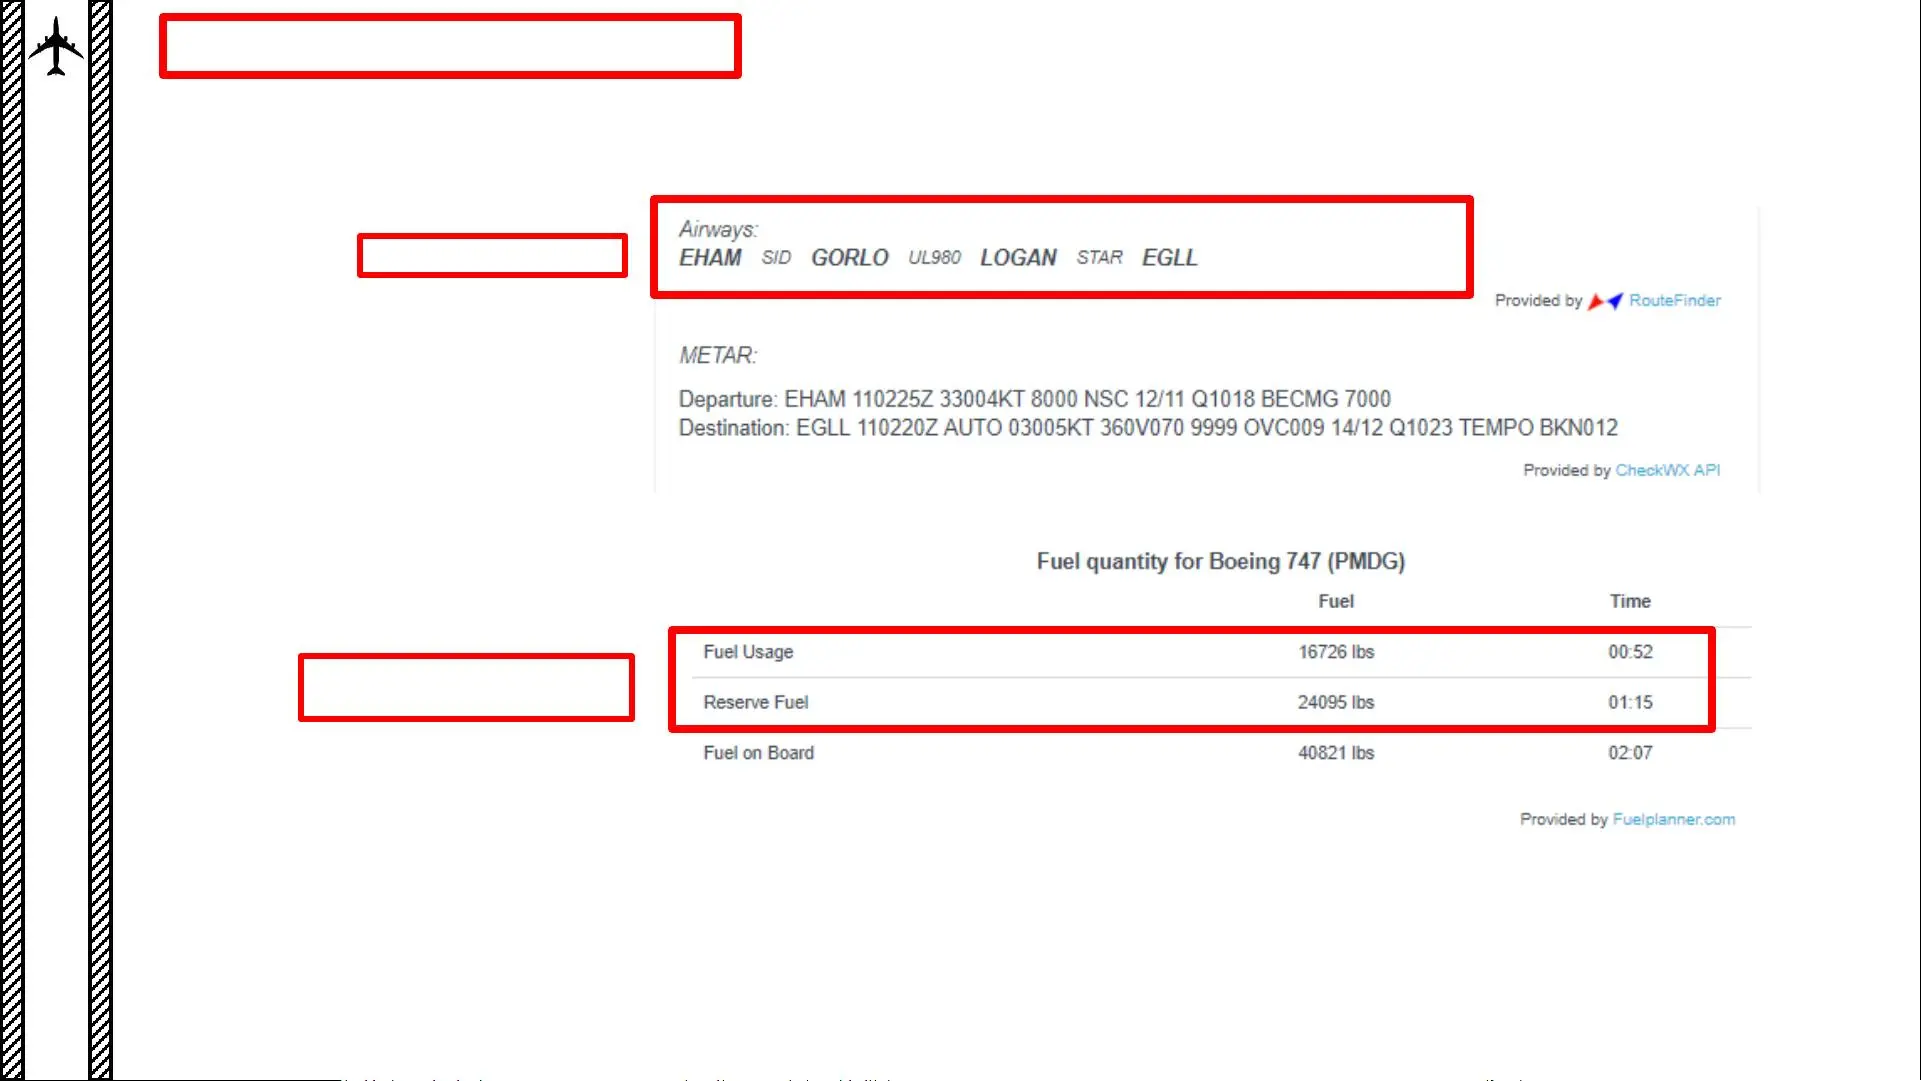 Airways:
EHAM SID GORLO UL980 LOGAN STAR EGLL
Provided by RouteFinder
METAR:
Departure: EHAM 110225Z 33004KT 8000 NSC 12/11 Q1018 BECMG 7000
Destination: EGLL 110220Z AUTO 03005KT 360V070 9999 OVC009 14/12 Q1023 TEMPO BKN012
Provided by CheckWX API
Fuel quantity for Boeing 747 (PMDG)
Fuel Time
Fuel Usage 16726 lbs 00:52
Reserve Fuel 24095 lbs 01:15
Fuel on Board 40821 lbs 02:07
Provided by Fuelplanner.com